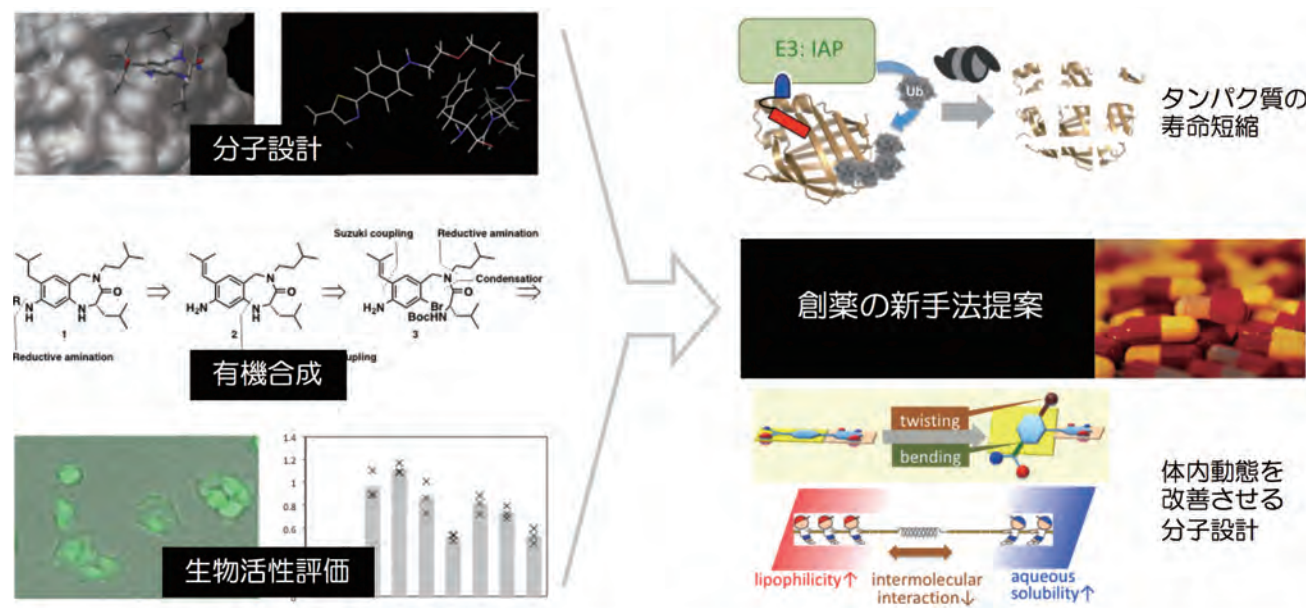 分子設計
Suzuki coupling
Reductive amination
Condensation
R
N
H
N
N
H
O
1
H₂N
N
N
H
O
2
H₂N
N
O
Br
BocHN
3
Reductive amination
upling
有機合成
1.4
1.2
1
0.8
0.6
生物活性評価
E3: IAP
Ub
タンパク質の
寿命短縮
創薬の新手法提案
twisting
bending
体内動態を
改善させる
分子設計
lipophilicity↑
intermolecular
interaction↓
aqueous
solubility↑